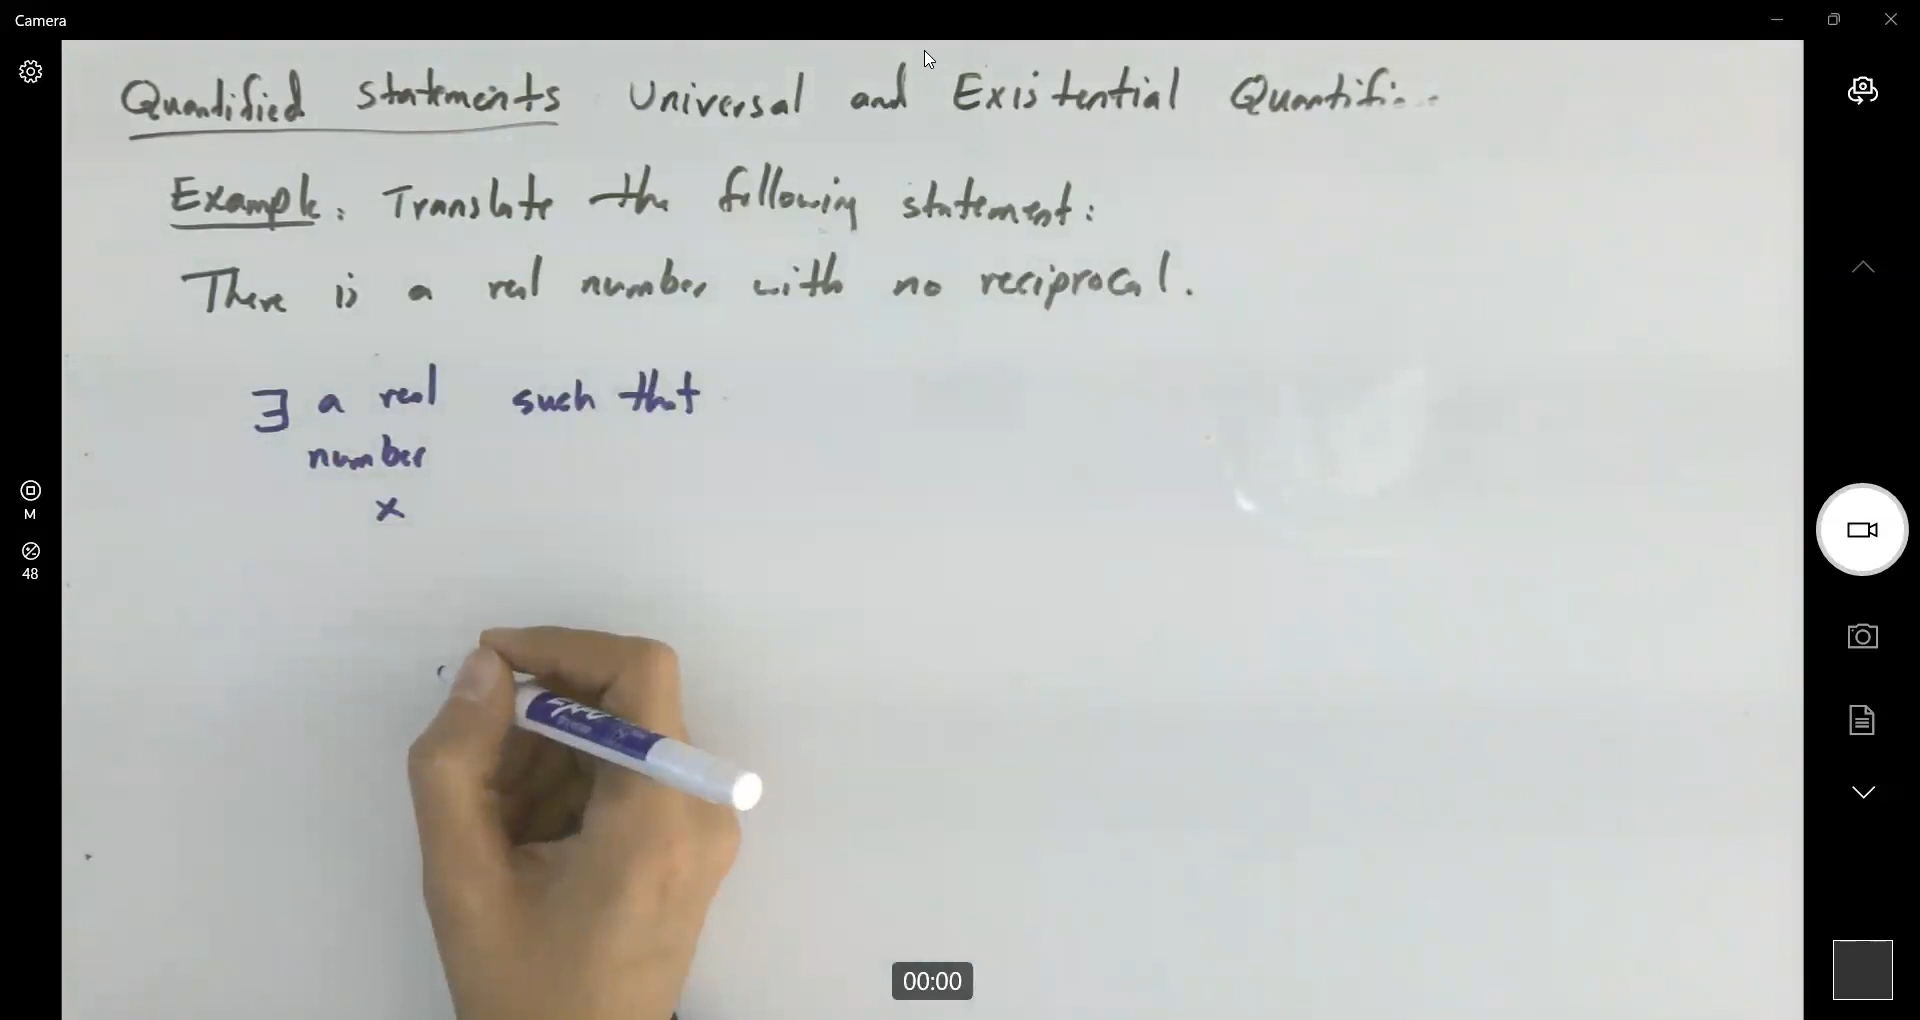 Camera
Quantified statements Universal and Existential Quantifi
Example: Translate the following statement:
There is a real number with no reciprocal.
∃ a real such that
number
x
M
48
Expo
00:00